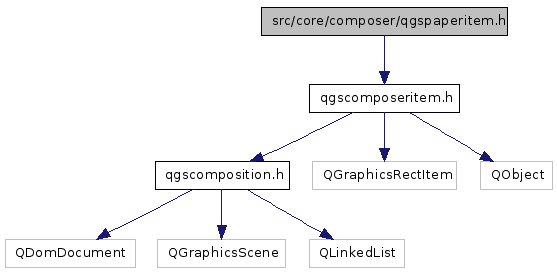 src/core/composer/qgspaperitem.h
qgscomposeritem.h
qgscomposition.h
QGraphicsRectItem
QObject
QDomDocument
QGraphicsScene
QLinkedList